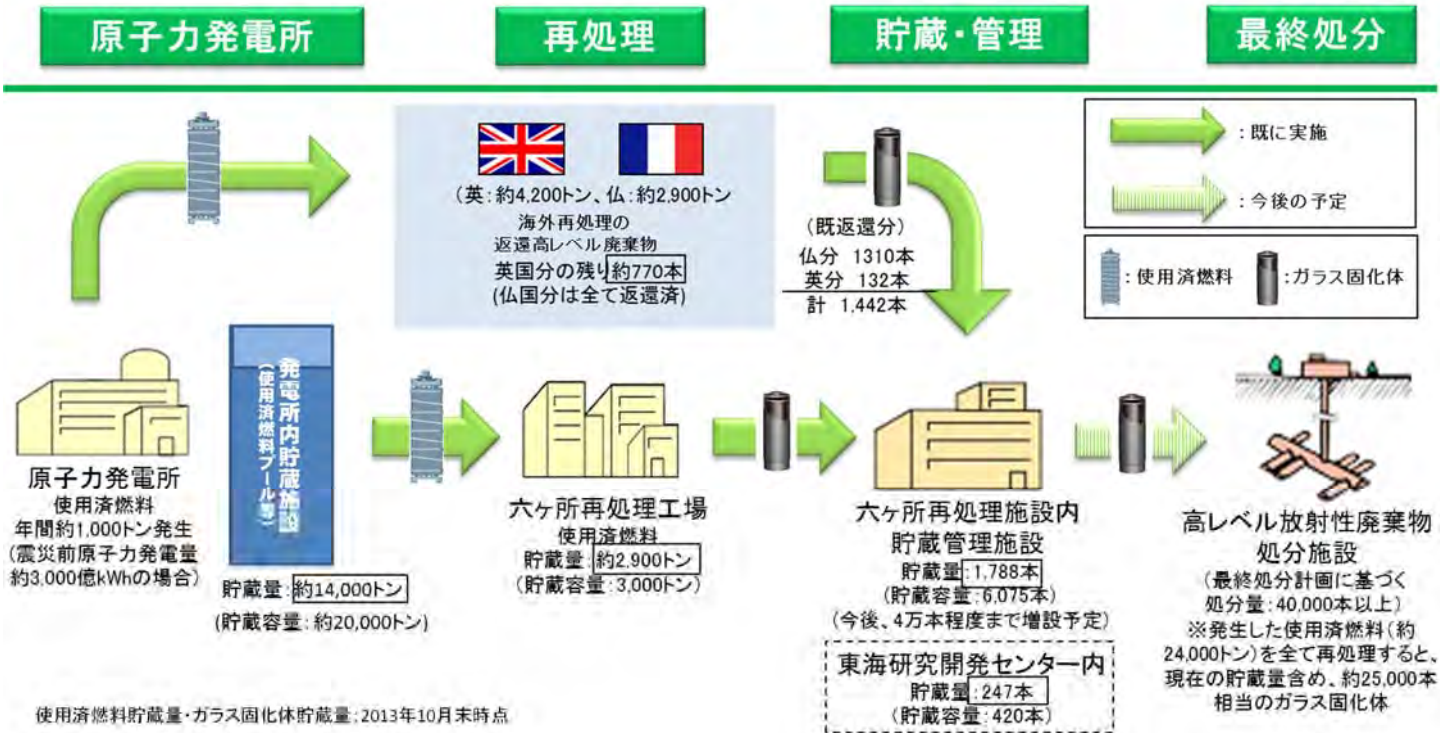 原子力発電所
再処理
貯蔵・管理
最終処分
(英:約4,200トン、仏:約2,900トン
海外再処理の
返還高レベル廃棄物
英国分の残り約770本
(仏国分は全て返還済)
(既返還分)
仏分 1310本
英分 132本
計 1,442本
:既に実施
:今後の予定
:使用済燃料
:ガラス固化体
原子力発電所
使用済燃料
年間約1,000トン発生
(震災前原子力発電量
約3,000億kWhの場合)
発電所内貯蔵施設
(使用済燃料プール等)
貯蔵量:約14,000トン
(貯蔵容量:約20,000トン)
六ヶ所再処理工場
使用済燃料
貯蔵量:約2,900トン
(貯蔵容量:3,000トン)
六ヶ所再処理施設内
貯蔵管理施設
貯蔵量:1,788本
(貯蔵容量:6,075本)
(今後、4万本程度まで増設予定)
東海研究開発センター内
貯蔵量:247本
(貯蔵容量:420本)
高レベル放射性廃棄物
処分施設
(最終処分計画に基づく
処分量:40,000本以上)
※発生した使用済燃料(約
24,000トン)を全て再処理すると、
現在の貯蔵量含め、約25,000本
相当のガラス固化体
使用済燃料貯蔵量・ガラス固化体貯蔵量:2013年10月末時点